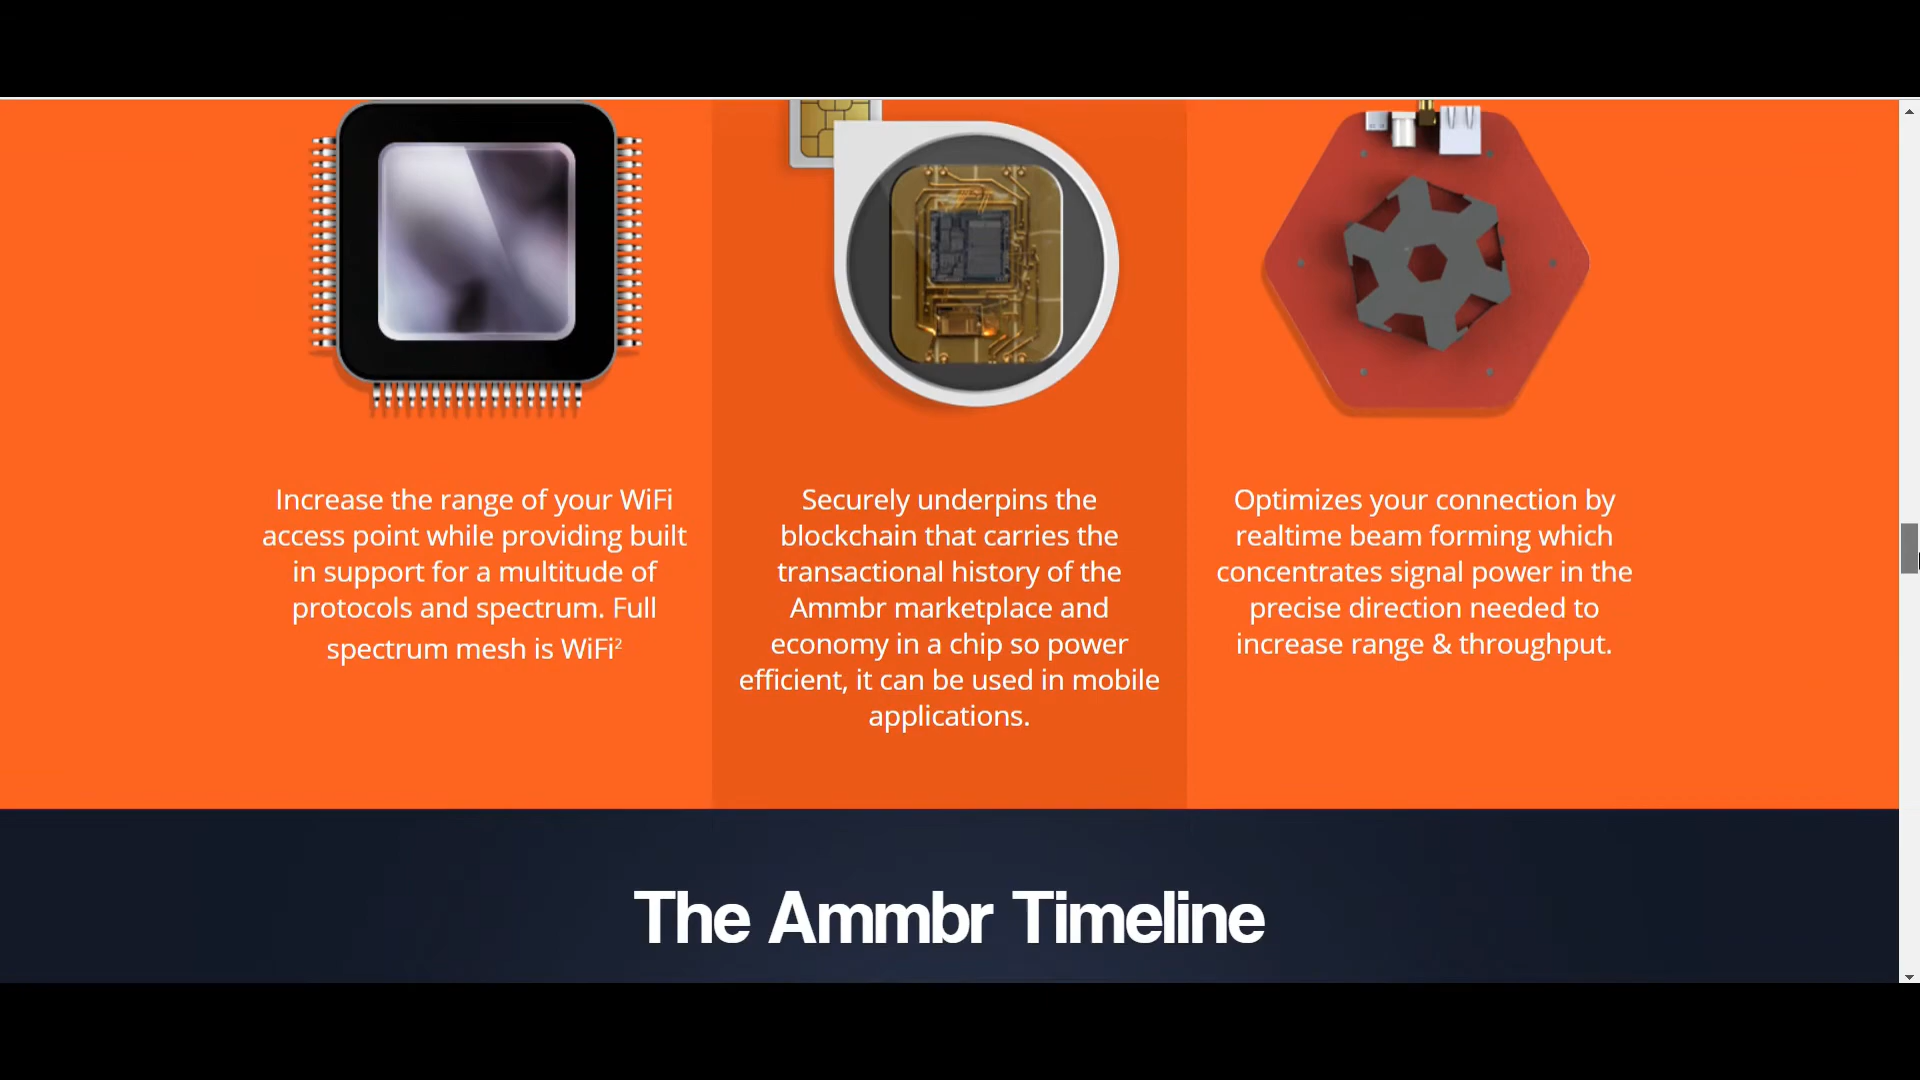 Increase the range of your WiFi
access point while providing built
in support for a multitude of
protocols and spectrum. Full
spectrum mesh is WiFi²
Securely underpins the
blockchain that carries the
transactional history of the
Ammbr marketplace and
economy in a chip so power
efficient, it can be used in mobile
applications.
Optimizes your connection by
realtime beam forming which
concentrates signal power in the
precise direction needed to
increase range & throughput.
The Ammbr Timeline